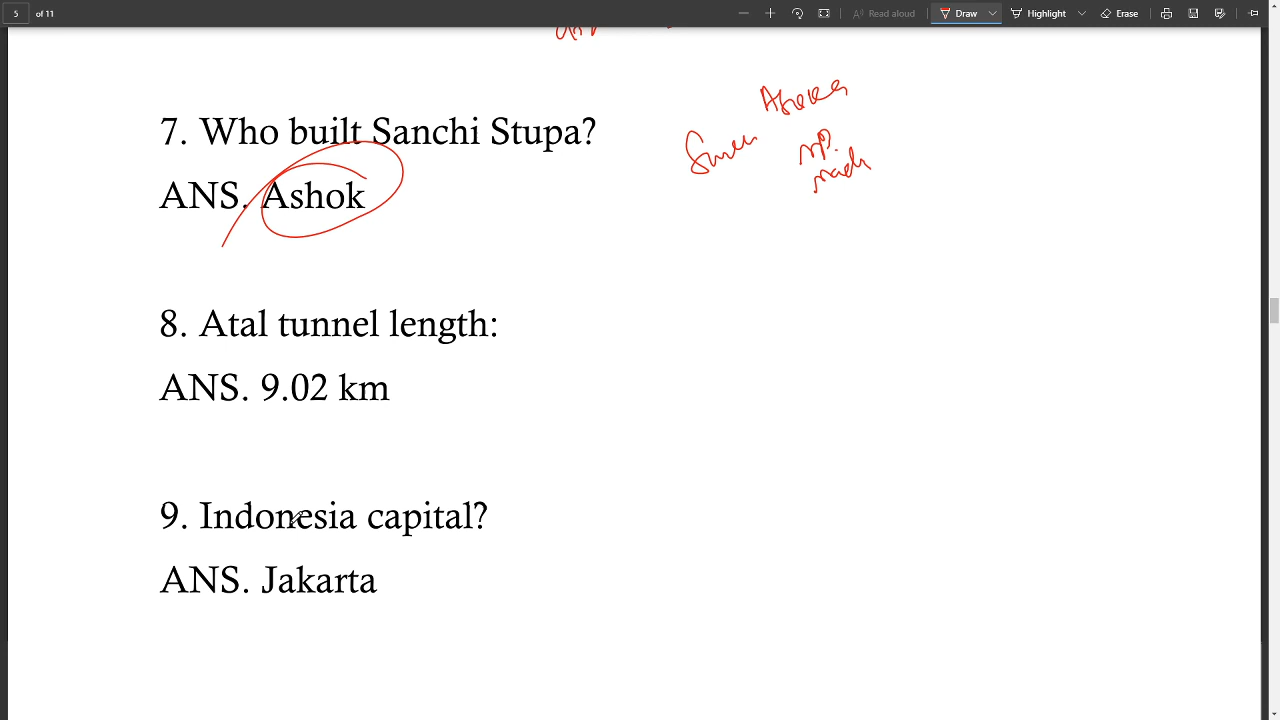 5 of 11
Read aloud
Draw
Highlight
Erase
7. Who built Sanchi Stupa?
ANS. Ashok
8. Atal tunnel length:
ANS. 9.02 km
9. Indonesia capital?
ANS. Jakarta